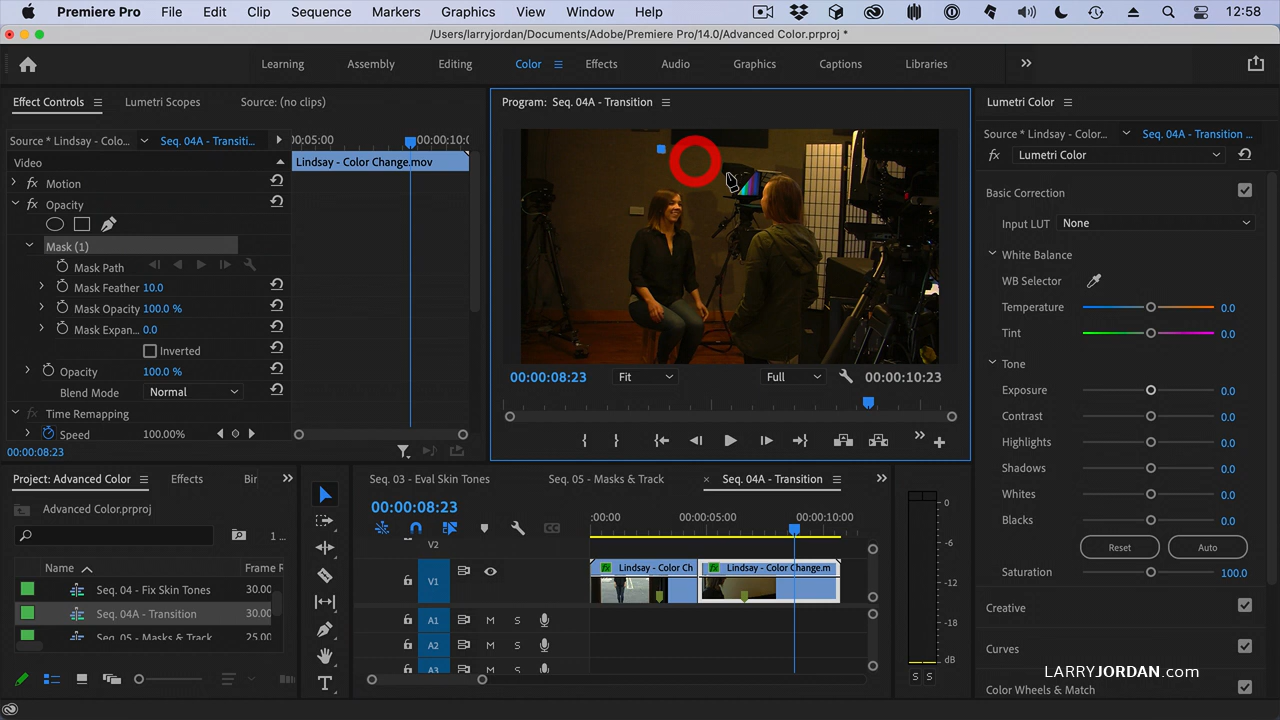 Premiere Pro File Edit Clip Sequence Markers Graphics View Window Help 12:58
/Users/larryjordan/Documents/Adobe/Premiere Pro/14.0/Advanced Color.prproj *
Learning Assembly Editing Color Effects Audio Graphics Captions Libraries
Effect Controls Lumetri Scopes Source: (no clips)
Source * Lindsay - Colo... Seq. 04A - Transiti...
Video
Motion
Opacity
Mask (1)
Mask Path
Mask Feather 10.0
Mask Opacity 100.0 %
Mask Expan... 0.0
Inverted
Opacity 100.0 %
Blend Mode Normal
Time Remapping
Speed 100.00%
00:00:08:23
:00:05:00 00:00:10:0
Lindsay - Color Change.mov
Program: Seq. 04A - Transition
00:00:08:23 Fit Full 00:00:10:23
Lumetri Color
Source * Lindsay - Color... Seq. 04A - Transition ...
fx Lumetri Color
Basic Correction
Input LUT None
White Balance
WB Selector
Temperature 0.0
Tint 0.0
Tone
Exposure 0.0
Contrast 0.0
Highlights 0.0
Shadows 0.0
Whites 0.0
Blacks 0.0
Reset Auto
Saturation 100.0
Creative
Curves
Color Wheels & Match
Project: Advanced Color Effects Bir
Advanced Color.prproj
1 ...
Name Frame R
Seq. 04 - Fix Skin Tones 30.00
Seq. 04A - Transition 30.00
Seq. 05 - Masks & Track 25.00
Seq. 03 - Eval Skin Tones Seq. 05 - Masks & Track × Seq. 04A - Transition
00:00:08:23
:00:00 00:00:05:00 00:00:10:00
V2
V1
fx Lindsay - Color Ch
fx Lindsay - Color Change.m
A1 M S
A2 M S
A3 M S
0
-6
-12
-18
dB
S S
LARRYJORDAN.com